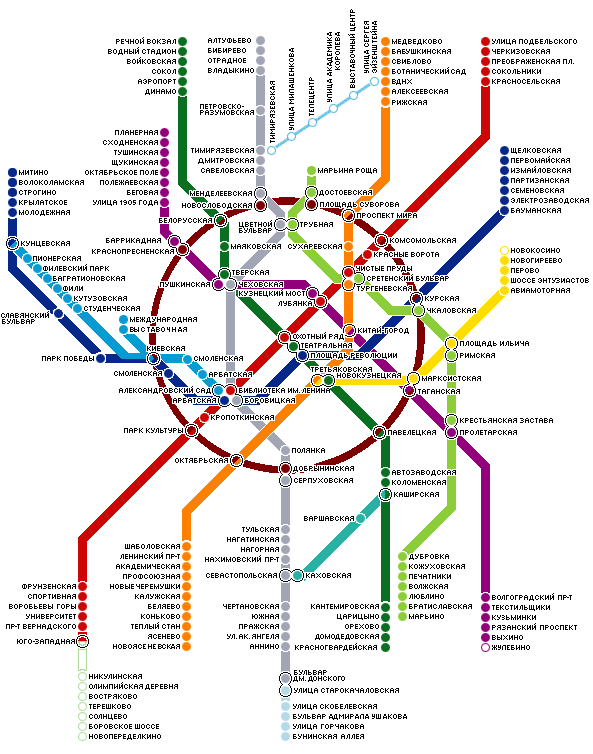 РЕЧНОЙ ВОКЗАЛ
ВОДНЫЙ СТАДИОН
ВОЙКОВСКАЯ
СОКОЛ
АЭРОПОРТ
ДИНАМО
АЛТУФЬЕВО
БИБИРЕВО
ОТРАДНОЕ
ВЛАДЫКИНО
ПЕТРОВСКО-
РАЗУМОВСКАЯ
ТИМИРЯЗЕВСКАЯ
ДМИТРОВСКАЯ
САВЕЛОВСКАЯ
МЕНДЕЛЕЕВСКАЯ
НОВОСЛОБОДСКАЯ
ТИМИРЯЗЕВСКАЯ
УЛИЦА МИЛАШЕНКОВА
ТЕЛЕЦЕНТР
УЛИЦА АКАДЕМИКА
КОРОЛЕВА
ВЫСТАВОЧНЫЙ ЦЕНТР
УЛИЦА СЕРГЕЯ
ЭЙЗЕНШТЕЙНА
МЕДВЕДКОВО
БАБУШКИНСКАЯ
СВИБЛОВО
БОТАНИЧЕСКИЙ САД
ВДНХ
АЛЕКСЕЕВСКАЯ
РИЖСКАЯ
УЛИЦА ПОДБЕЛЬСКОГО
ЧЕРКИЗОВСКАЯ
ПРЕОБРАЖЕНСКАЯ ПЛ.
СОКОЛЬНИКИ
КРАСНОСЕЛЬСКАЯ
ПЛАНЕРНАЯ
СХОДНЕНСКАЯ
ТУШИНСКАЯ
ЩУКИНСКАЯ
ОКТЯБРЬСКОЕ ПОЛЕ
ПОЛЕЖАЕВСКАЯ
БЕГОВАЯ
УЛИЦА 1905 ГОДА
БЕЛОРУССКАЯ
БАРРИКАДНАЯ
КРАСНОПРЕСНЕНСКАЯ
МИТИНО
ВОЛОКОЛАМСКАЯ
СТРОГИНО
КРЫЛАТСКОЕ
МОЛОДЕЖНАЯ
КУНЦЕВСКАЯ
ПИОНЕРСКАЯ
ФИЛЕВСКИЙ ПАРК
БАГРАТИОНОВСКАЯ
ФИЛИ
КУТУЗОВСКАЯ
СТУДЕНЧЕСКАЯ
СЛАВЯНСКИЙ
БУЛЬВАР
МЕЖДУНАРОДНАЯ
ВЫСТАВОЧНАЯ
ПАРК ПОБЕДЫ
КИЕВСКАЯ
СМОЛЕНСКАЯ
СМОЛЕНСКАЯ
АРБАТСКАЯ
АЛЕКСАНДРОВСКИЙ САД
АРБАТСКАЯ
БИБЛИОТЕКА ИМ. ЛЕНИНА
БОРОВИЦКАЯ
КРОПОТКИНСКАЯ
ПАРК КУЛЬТУРЫ
ОКТЯБРЬСКАЯ
МАРЬИНА РОЩА
ДОСТОЕВСКАЯ
ПЛОЩАДЬ СУВОРОВА
ПРОСПЕКТ МИРА
ЦВЕТНОЙ
БУЛЬВАР
ТРУБНАЯ
МАЯКОВСКАЯ
СУХАРЕВСКАЯ
КОМСОМОЛЬСКАЯ
КРАСНЫЕ ВОРОТА
ЧИСТЫЕ ПРУДЫ
СРЕТЕНСКИЙ БУЛЬВАР
ТУРГЕНЕВСКАЯ
ТВЕРСКАЯ
ПУШКИНСКАЯ
ЧЕХОВСКАЯ
КУЗНЕЦКИЙ МОСТ
ЛУБЯНКА
КУРСКАЯ
ЧКАЛОВСКАЯ
КИТАЙ-ГОРОД
ОХОТНЫЙ РЯД
ТЕАТРАЛЬНАЯ
ПЛОЩАДЬ РЕВОЛЮЦИИ
ТРЕТЬЯКОВСКАЯ
НОВОКУЗНЕЦКАЯ
ЩЕЛКОВСКАЯ
ПЕРВОМАЙСКАЯ
ИЗМАЙЛОВСКАЯ
ПАРТИЗАНСКАЯ
СЕМЕНОВСКАЯ
ЭЛЕКТРОЗАВОДСКАЯ
БАУМАНСКАЯ
НОВОКОСИНО
НОВОГИРЕЕВО
ПЕРОВО
ШОССЕ ЭНТУЗИАСТОВ
АВИАМОТОРНАЯ
ПЛОЩАДЬ ИЛЬИЧА
РИМСКАЯ
МАРКСИСТСКАЯ
ТАГАНСКАЯ
КРЕСТЬЯНСКАЯ ЗАСТАВА
ПРОЛЕТАРСКАЯ
ПАВЕЛЕЦКАЯ
ПОЛЯНКА
ДОБРЫНИНСКАЯ
СЕРПУХОВСКАЯ
АВТОЗАВОДСКАЯ
КОЛОМЕНСКАЯ
КАШИРСКАЯ
ВАРШАВСКАЯ
КАХОВСКАЯ
ТУЛЬСКАЯ
НАГАТИНСКАЯ
НАГОРНАЯ
НАХИМОВСКИЙ ПР-Т
СЕВАСТОПОЛЬСКАЯ
ЧЕРТАНОВСКАЯ
ЮЖНАЯ
ПРАЖСКАЯ
УЛ. АК. ЯНГЕЛЯ
АННИНО
БУЛЬВАР
ДМ. ДОНСКОГО
УЛИЦА СТАРОКАЧАЛОВСКАЯ
УЛИЦА СКОБЕЛЕВСКАЯ
БУЛЬВАР АДМИРАЛА УШАКОВА
УЛИЦА ГОРЧАКОВА
БУНИНСКАЯ АЛЛЕЯ
ШАБОЛОВСКАЯ
ЛЕНИНСКИЙ ПР-Т
АКАДЕМИЧЕСКАЯ
ПРОФСОЮЗНАЯ
НОВЫЕ ЧЕРЕМУШКИ
КАЛУЖСКАЯ
БЕЛЯЕВО
КОНЬКОВО
ТЕПЛЫЙ СТАН
ЯСЕНЕВО
НОВОЯСЕНЕВСКАЯ
ФРУНЗЕНСКАЯ
СПОРТИВНАЯ
ВОРОБЬЕВЫ ГОРЫ
УНИВЕРСИТЕТ
ПР-Т ВЕРНАДСКОГО
ЮГО-ЗАПАДНАЯ
НИКУЛИНСКАЯ
ОЛИМПИЙСКАЯ ДЕРЕВНЯ
ВОСТРЯКОВО
ТЕРЕШКОВО
СОЛНЦЕВО
БОРОВСКОЕ ШОССЕ
НОВОПЕРЕДЕЛКИНО
КАНТЕМИРОВСКАЯ
ЦАРИЦЫНО
ОРЕХОВО
ДОМОДЕДОВСКАЯ
КРАСНОГВАРДЕЙСКАЯ
ДУБРОВКА
КОЖУХОВСКАЯ
ПЕЧАТНИКИ
ВОЛЖСКАЯ
ЛЮБЛИНО
БРАТИСЛАВСКАЯ
МАРЬИНО
ВОЛГОГРАДСКИЙ ПР-Т
ТЕКСТИЛЬЩИКИ
КУЗЬМИНКИ
РЯЗАНСКИЙ ПРОСПЕКТ
ВЫХИНО
ЖУЛЕБИНО